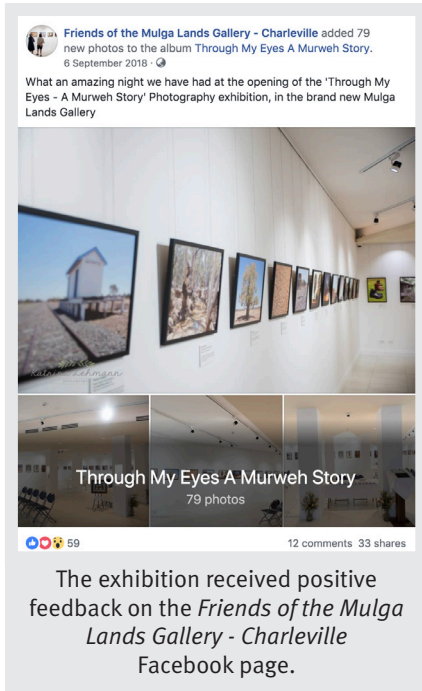 Friends of the Mulga Lands Gallery - Charleville added 79
new photos to the album Through My Eyes A Murweh Story.
6 September 2018 ·
What an amazing night we have had at the opening of the 'Through My
Eyes - A Murweh Story' Photography exhibition, in the brand new Mulga
Lands Gallery
Through My Eyes A Murweh Story
79 photos
59
12 comments 33 shares
The exhibition received positive
feedback on the Friends of the Mulga
Lands Gallery - Charleville
Facebook page.